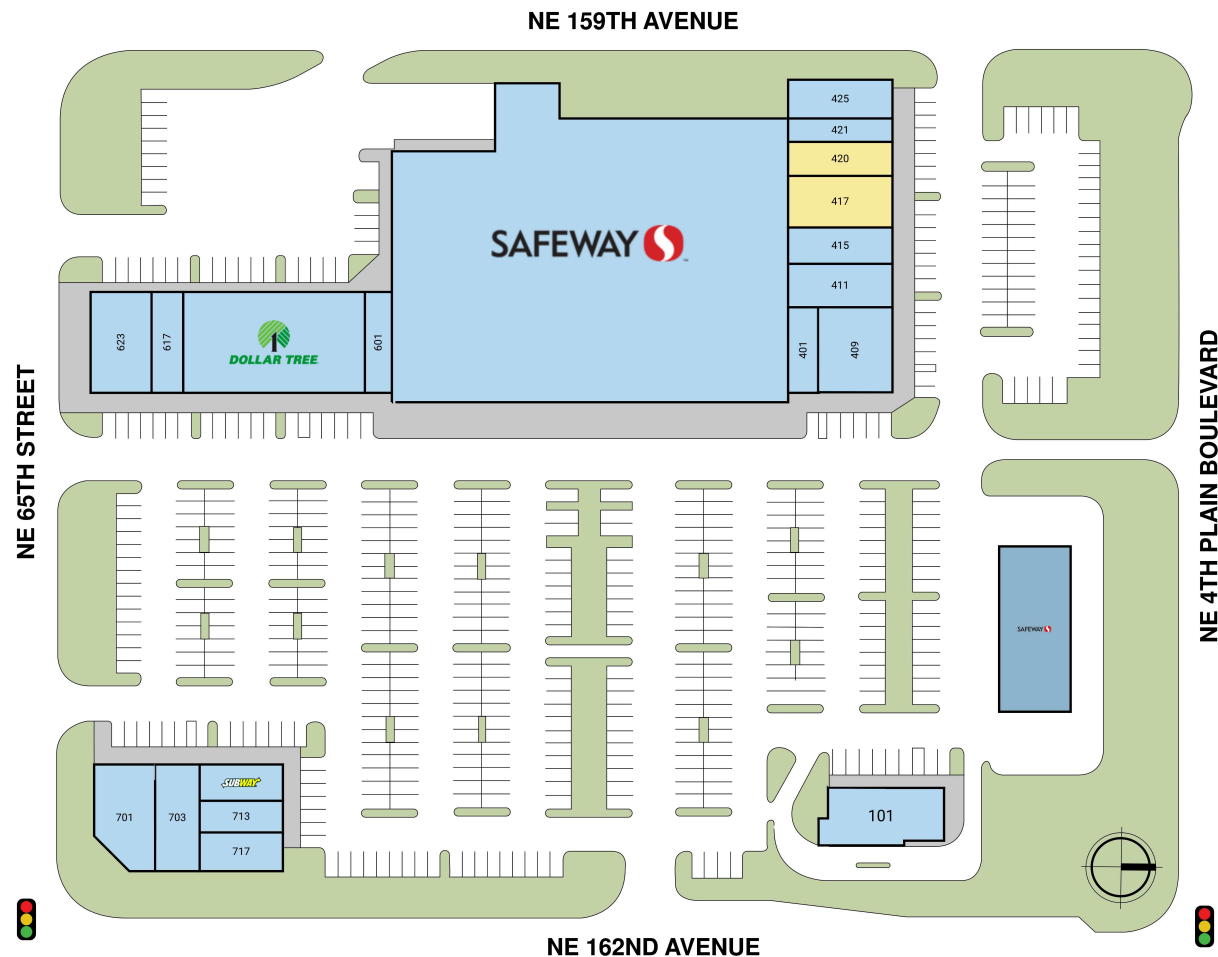 NE 159TH AVENUE
425
421
420
417
SAFEWAY
415
411
623
617
DOLLAR TREE
601
401
409
NE 65TH STREET
NE 4TH PLAIN BOULEVARD
SAFEWAY
SUBWAY
701
703
713
717
101
NE 162ND AVENUE